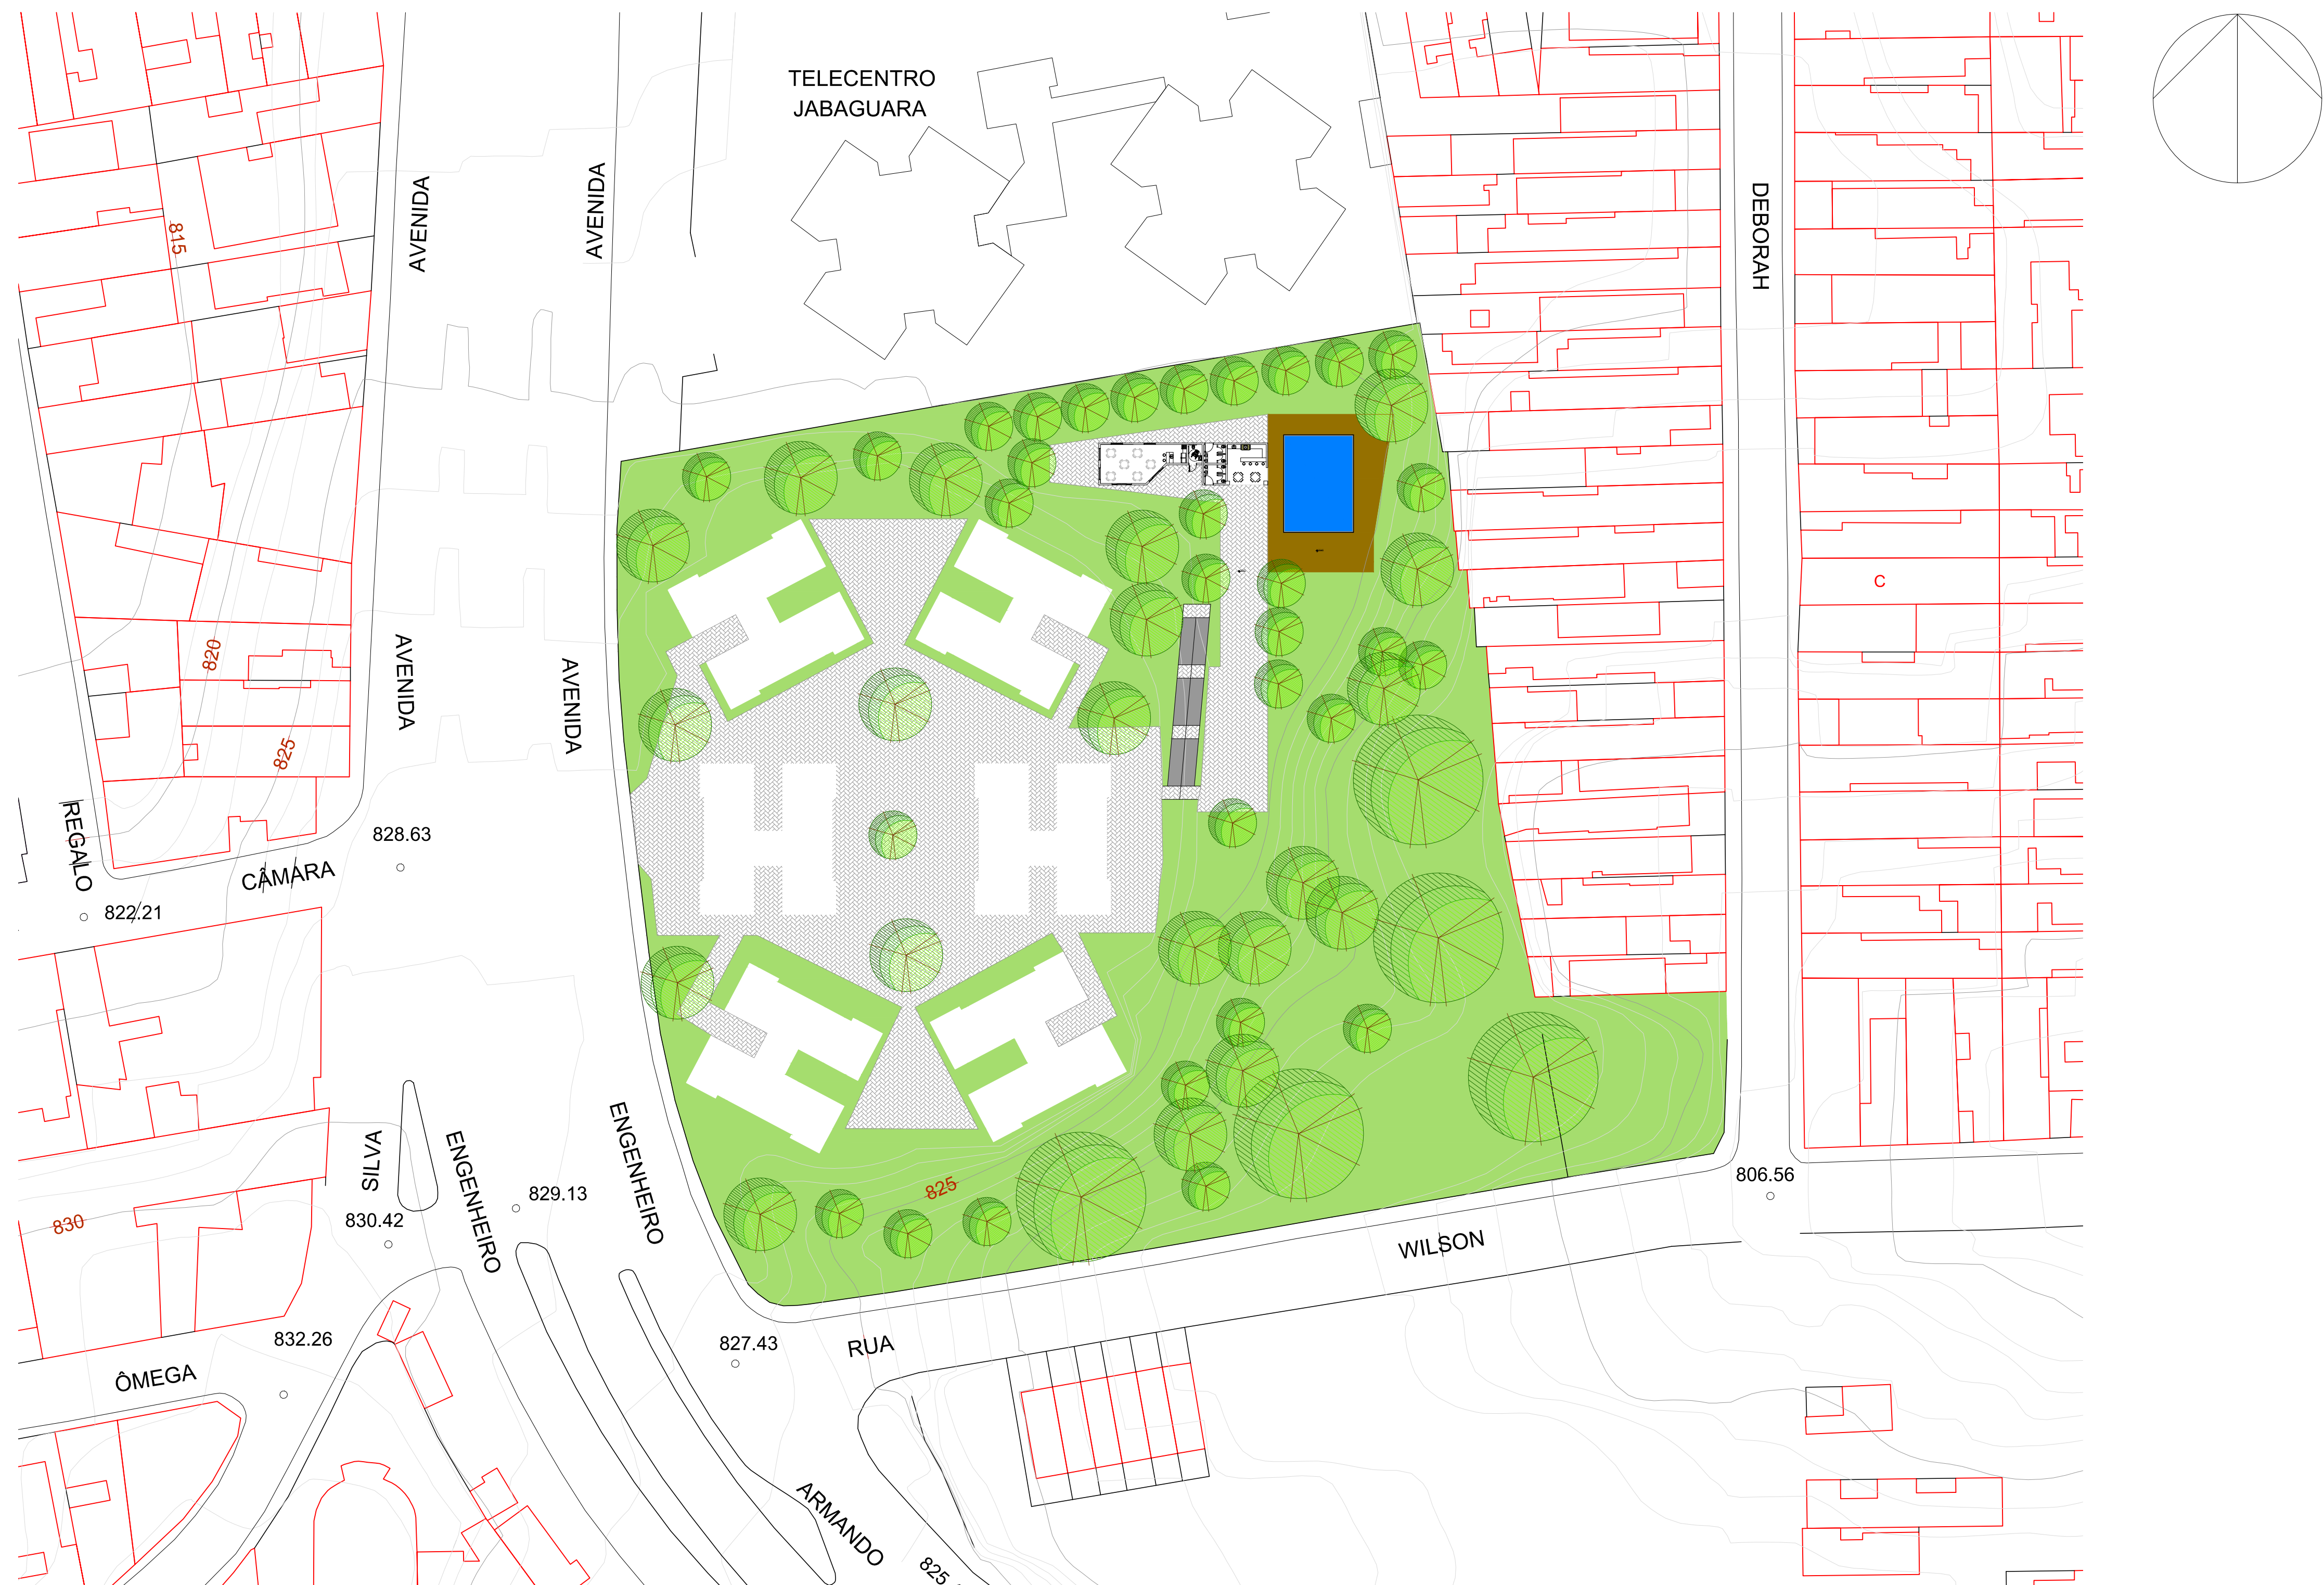 TELECENTRO
JABAGUARA
AVENIDA
AVENIDA
DEBORAH
815
C
820
AVENIDA
AVENIDA
825
REGALO
828.63
CÂMARA
822.21
SILVA
ENGENHEIRO
ENGENHEIRO
829.13
825
806.56
830
830.42
WILSON
832.26
827.43
RUA
ÔMEGA
ARMANDO
825